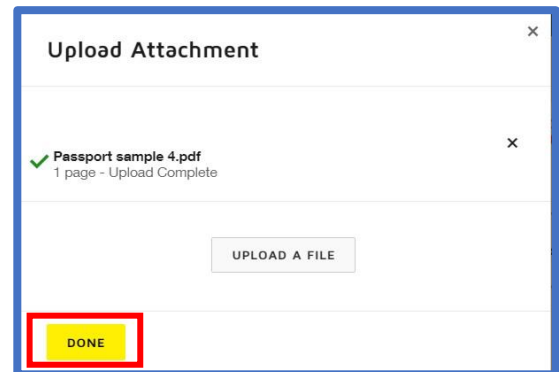 Upload Attachment
Passport sample 4.pdf
1 page - Upload Complete
UPLOAD A FILE
DONE